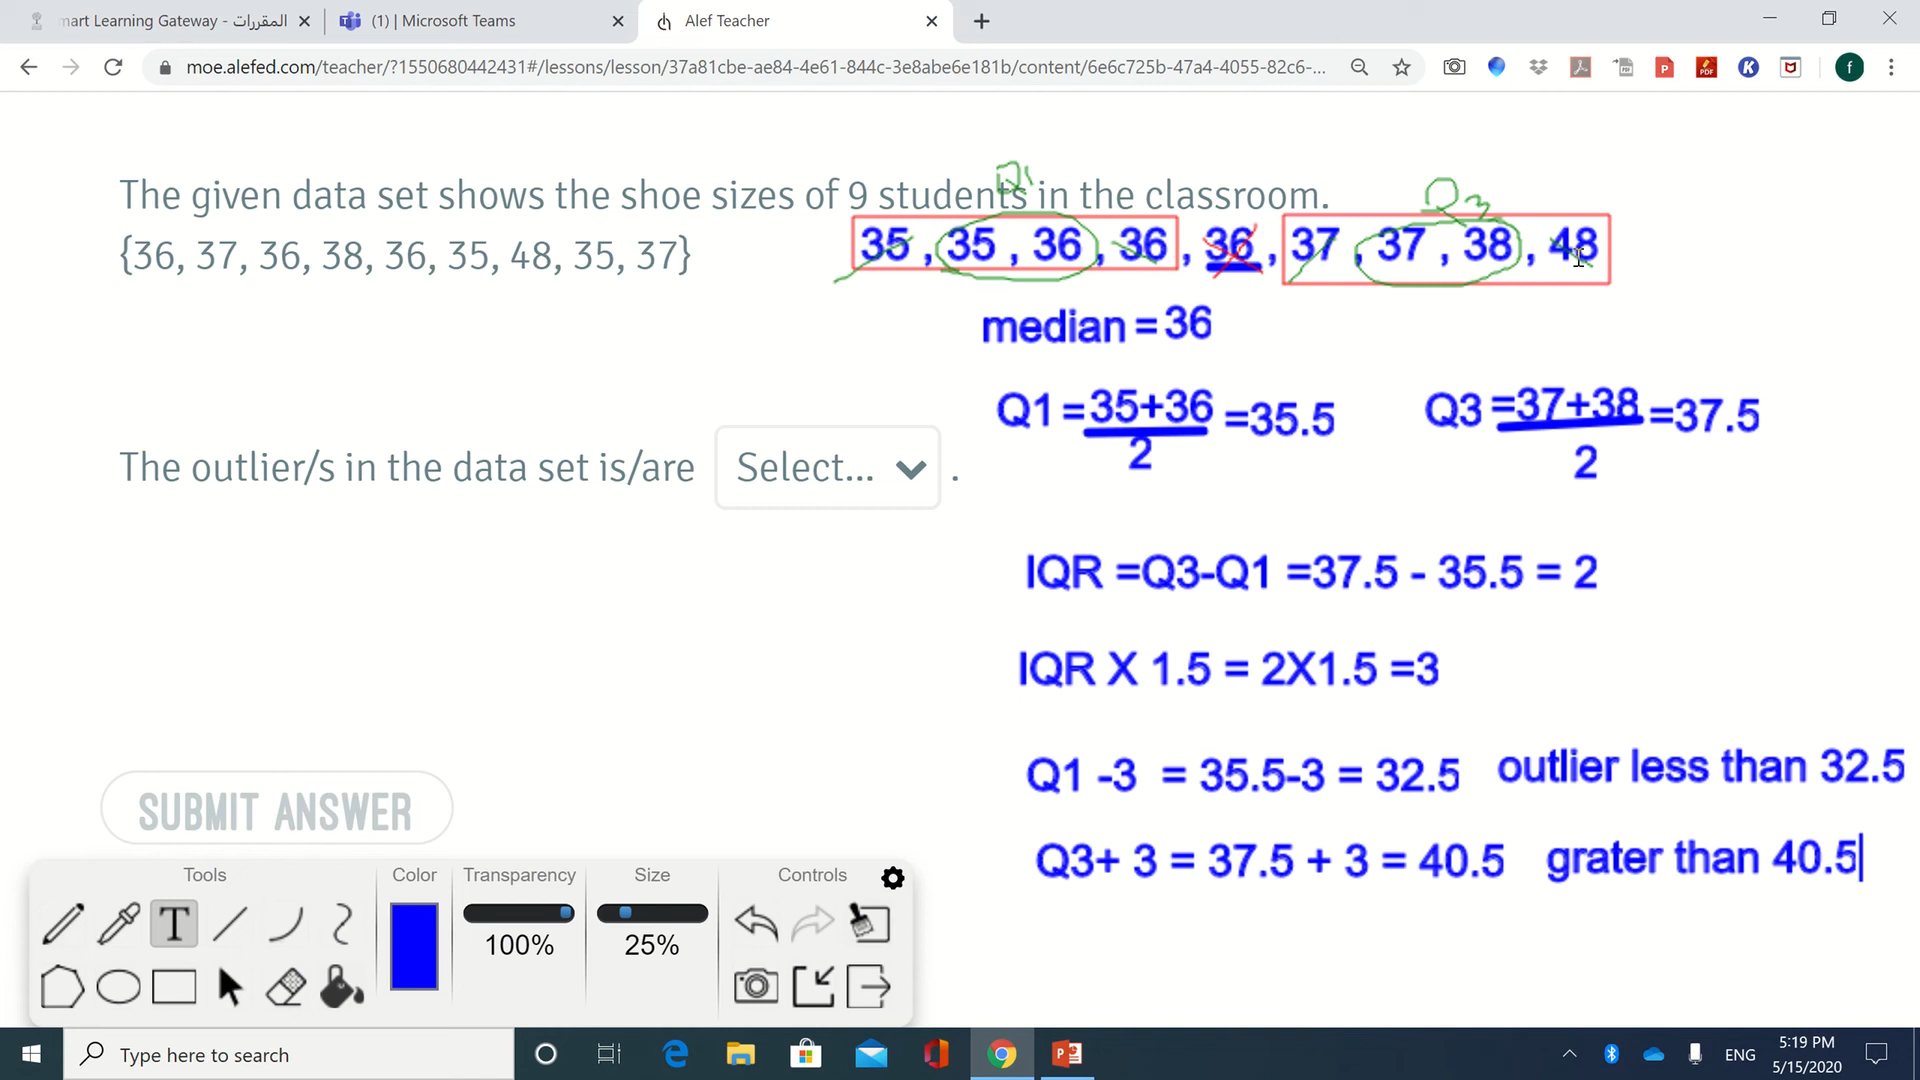 mart Learning Gateway - المقررات
(1) | Microsoft Teams
Alef Teacher
moe.alefed.com/teacher/?1550680442431#/lessons/lesson/37a81cbe-ae84-4e61-844c-3e8abe6e181b/content/6e6c725b-47a4-4055-82c6-...
f
The given data set shows the shoe sizes of 9 students in the classroom.
Q1
Q3
{36, 37, 36, 38, 36, 35, 48, 35, 37}
35 , 35 , 36 , 36 , 36 , 37 , 37 , 38 , 48
median = 36
Q1 = 35+36 =35.5
2
Q3 =37+38 =37.5
2
The outlier/s in the data set is/are Select... .
IQR =Q3-Q1 =37.5 - 35.5 = 2
IQR X 1.5 = 2X1.5 =3
Q1 -3 = 35.5-3 = 32.5 outlier less than 32.5
Q3+ 3 = 37.5 + 3 = 40.5 grater than 40.5
SUBMIT ANSWER
Tools Color Transparency Size Controls
T
100% 25%
Type here to search
ENG
5:19 PM
5/15/2020